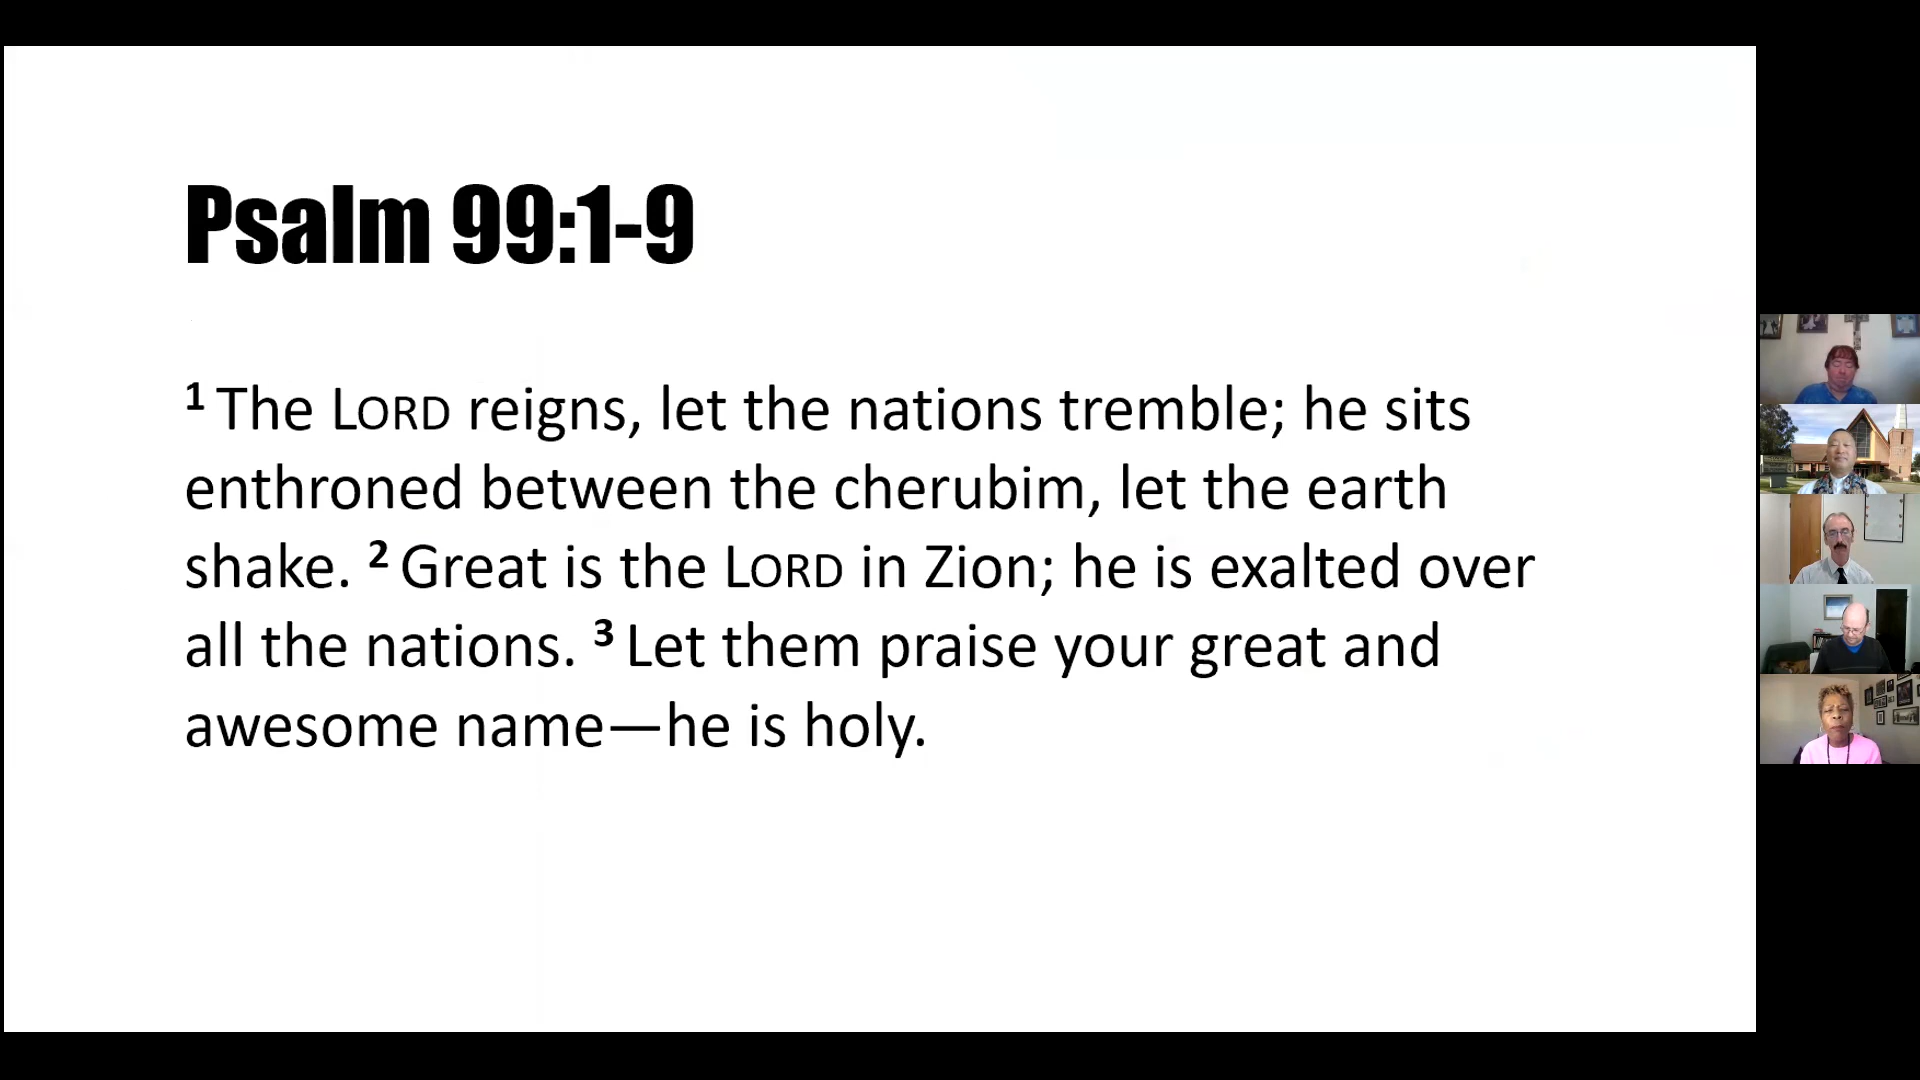 Psalm 99:1-9
1 The LORD reigns, let the nations tremble; he sits
enthroned between the cherubim, let the earth
shake. 2 Great is the LORD in Zion; he is exalted over
all the nations. 3 Let them praise your great and
awesome name—he is holy.